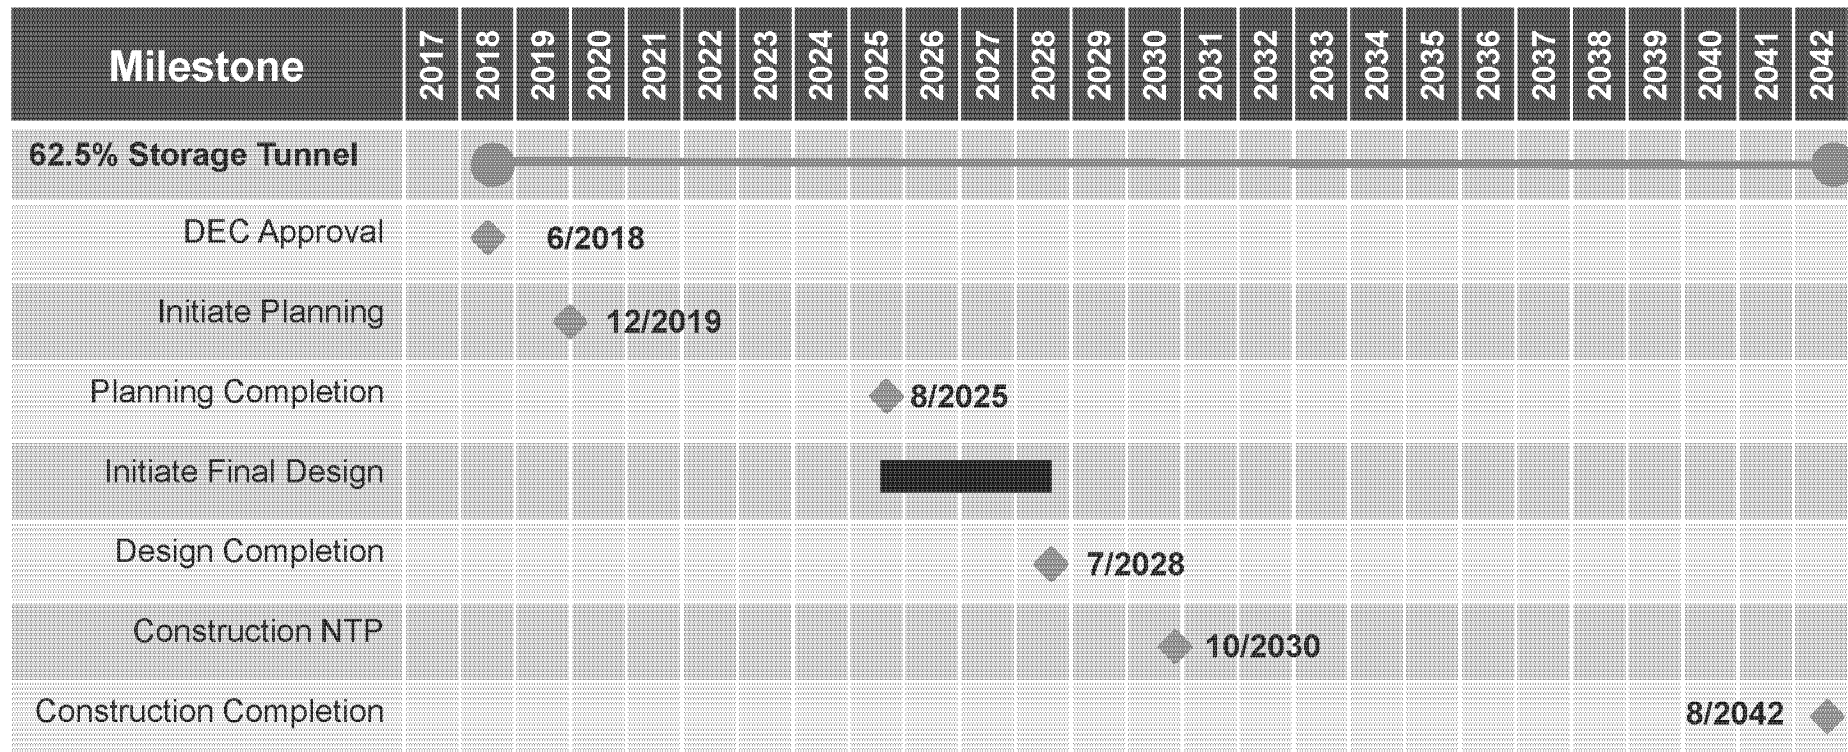 Milestone 2017 2018 2019 2020 2021 2022 2023 2024 2025 2026 2027 2028 2029 2030 2031 2032 2033 2034 2035 2036 2037 2038 2039 2040 2041 2042
62.5% Storage Tunnel
DEC Approval 6/2018
Initiate Planning 12/2019
Planning Completion 8/2025
Initiate Final Design
Design Completion 7/2028
Construction NTP 10/2030
Construction Completion 8/2042